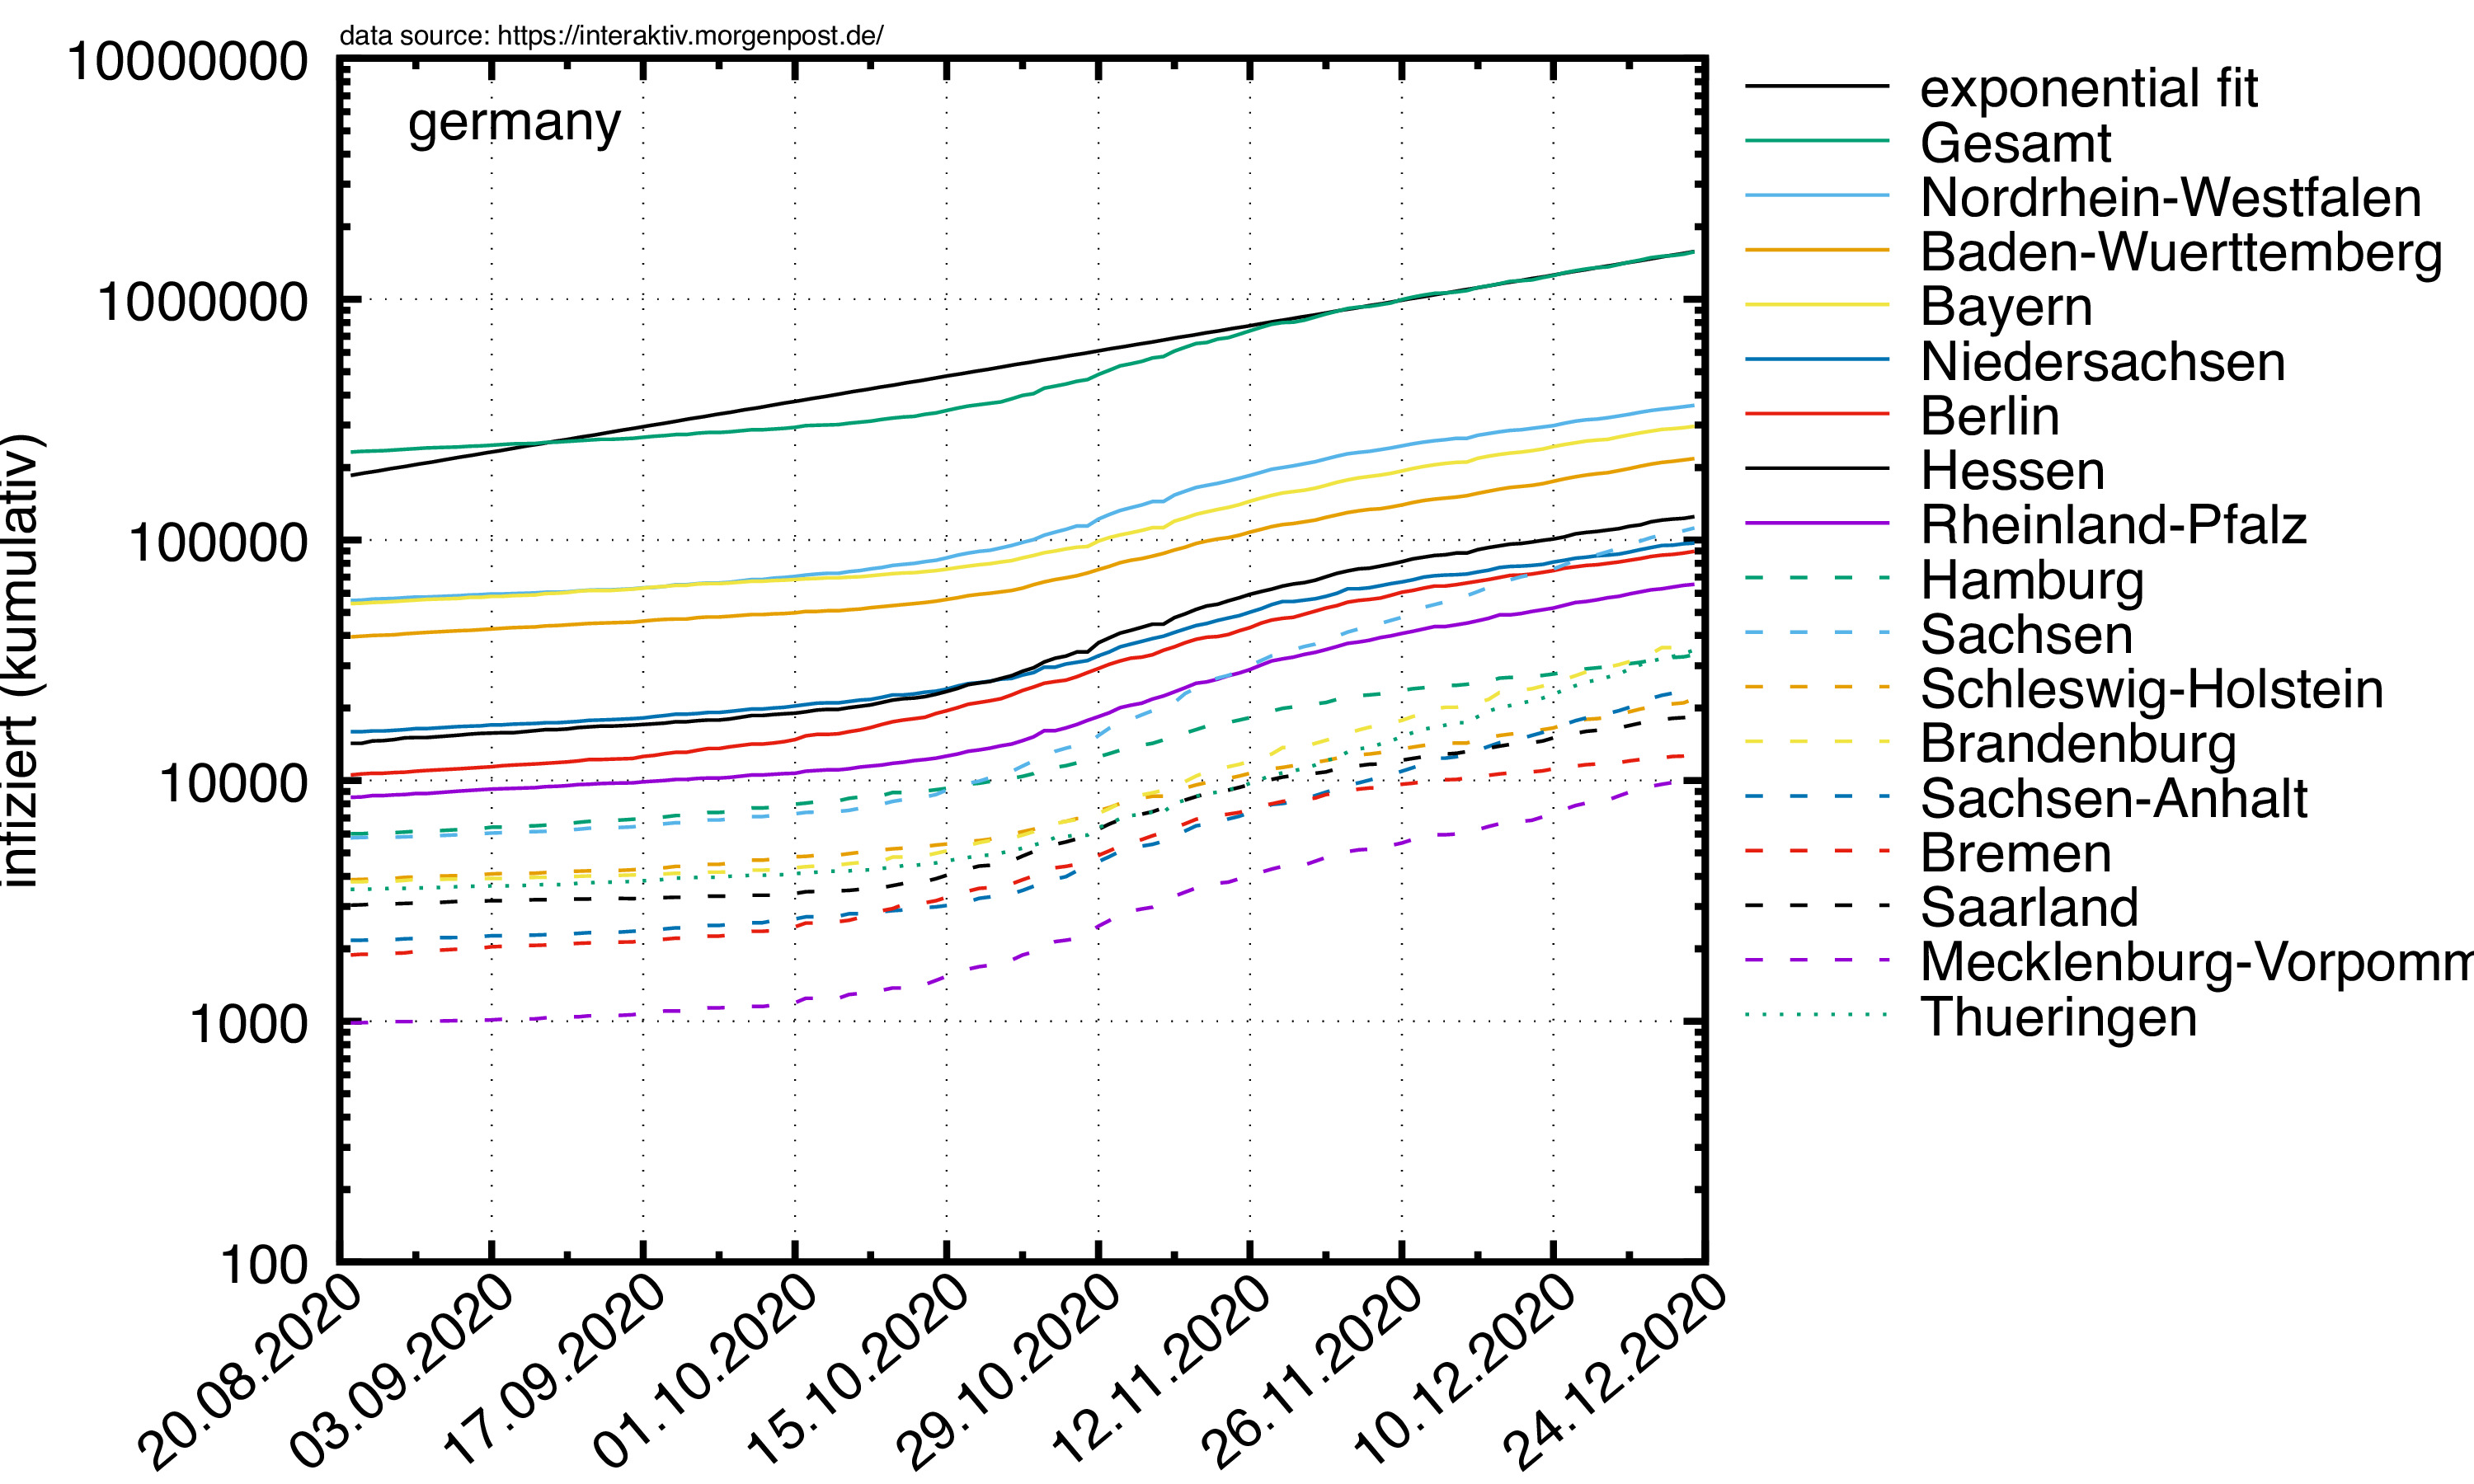 data source: https://interaktiv.morgenpost.de/
germany
infiziert (kumulativ)
10000000
1000000
100000
10000
1000
100
20.08.2020
03.09.2020
17.09.2020
01.10.2020
15.10.2020
29.10.2020
12.11.2020
26.11.2020
10.12.2020
24.12.2020
exponential fit
Gesamt
Nordrhein-Westfalen
Baden-Wuerttemberg
Bayern
Niedersachsen
Berlin
Hessen
Rheinland-Pfalz
Hamburg
Sachsen
Schleswig-Holstein
Brandenburg
Sachsen-Anhalt
Bremen
Saarland
Mecklenburg-Vorpomm
Thueringen